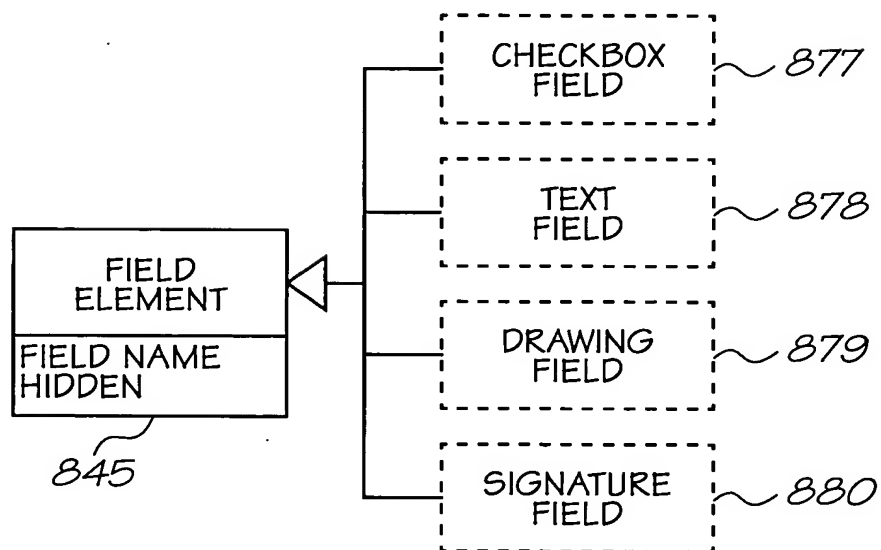 CHECKBOX
FIELD
877
TEXT
FIELD
878
FIELD
ELEMENT
FIELD NAME
HIDDEN
845
DRAWING
FIELD
879
SIGNATURE
FIELD
880